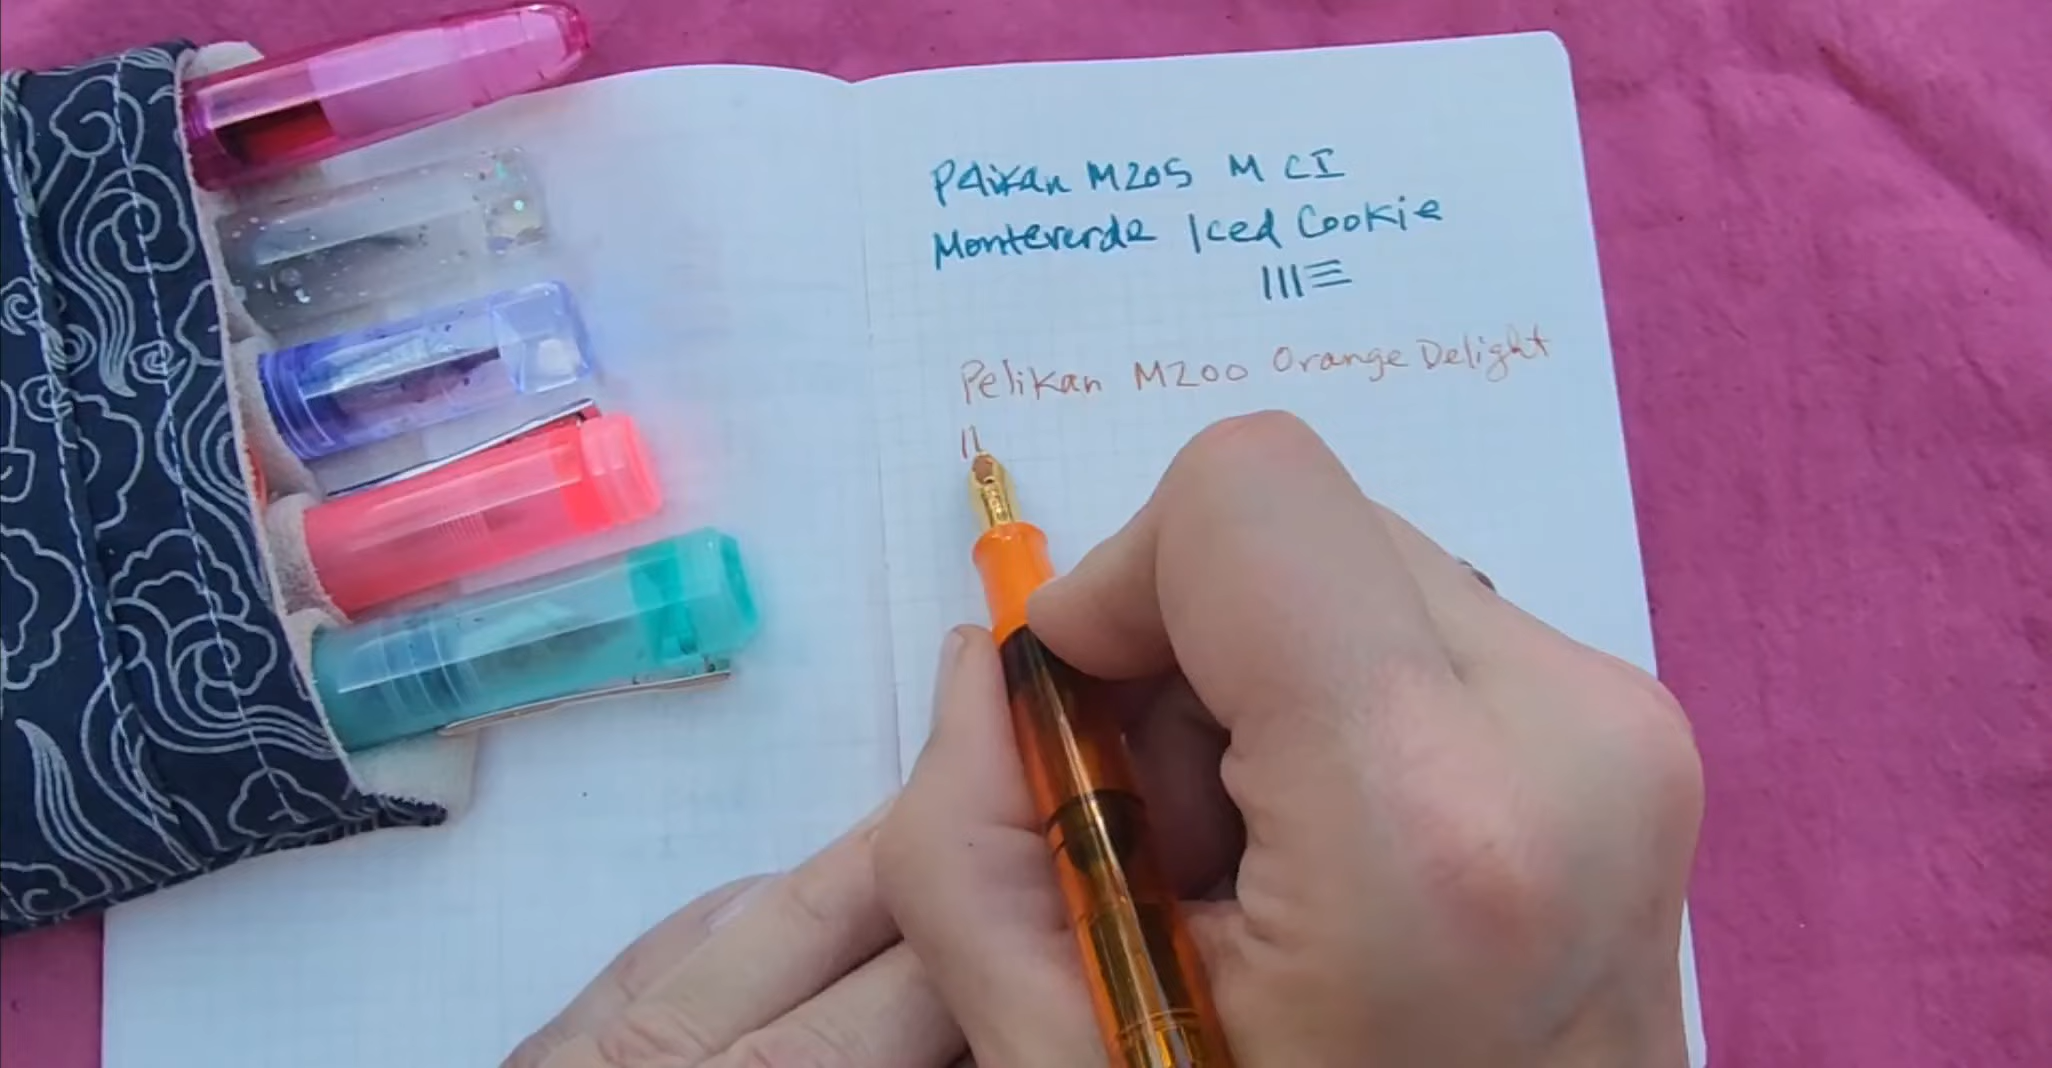 Pelikan M205 M CI
Monteverde Iced Cookie
Pelikan M200 Orange Delight